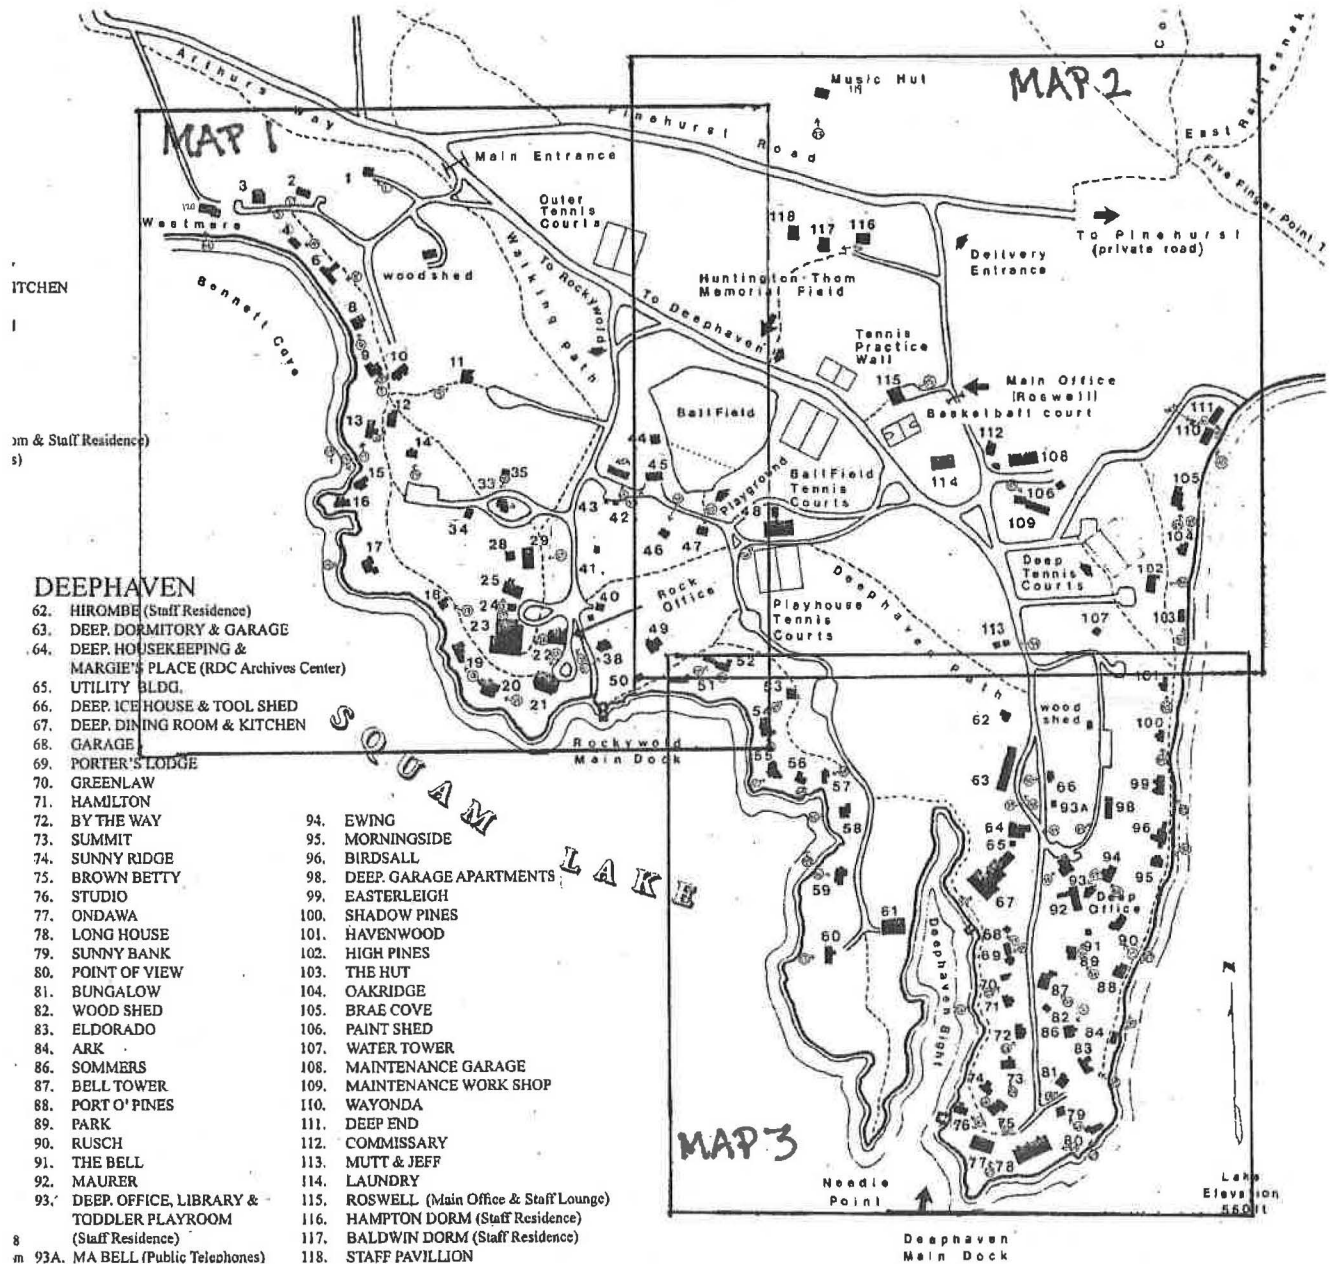 MAP 1
MAP 2
MAP 3
Arthurs Way
Pinehurst Road
Music Hut
119
Main Entrance
Outer
Tennis
Courts
Walking Path
To Rockywold
To Deephaven
Westmere
120
woodshed
Bennett Cove
Huntington-Thom
Memorial Field
Delivery
Entrance
To Pinehurst
(private road)
Five Finger Point T
Tennis
Practice
Wall
Main Office
(Roswell)
Basketball court
Ball Field
Playground
Ball Field
Tennis
Courts
Playhouse
Tennis
Courts
Deephaven Path
Deep
Tennis
Courts
Rock
Office
Rockywold
Main Dock
wood
shed
Deep
Office
SQUAM LAKE
Deephaven Bight
Needle
Point
Deephaven
Main Dock
Lake
Elevation
560 ft
N
ITCHEN
om & Staff Residence)
s)
DEEPHAVEN
62. HIROMBE (Staff Residence)
63. DEEP. DORMITORY & GARAGE
64. DEEP. HOUSEKEEPING &
MARGIE'S PLACE (RDC Archives Center)
65. UTILITY BLDG.
66. DEEP. ICE HOUSE & TOOL SHED
67. DEEP. DINING ROOM & KITCHEN
68. GARAGE
69. PORTER'S LODGE
70. GREENLAW
71. HAMILTON
72. BY THE WAY
73. SUMMIT
74. SUNNY RIDGE
75. BROWN BETTY
76. STUDIO
77. ONDAWA
78. LONG HOUSE
79. SUNNY BANK
80. POINT OF VIEW
81. BUNGALOW
82. WOOD SHED
83. ELDORADO
84. ARK
86. SOMMERS
87. BELL TOWER
88. PORT O' PINES
89. PARK
90. RUSCH
91. THE BELL
92. MAURER
93. DEEP. OFFICE, LIBRARY &
TODDLER PLAYROOM
(Staff Residence)
93A. MA BELL (Public Telephones)
94. EWING
95. MORNINGSIDE
96. BIRDSALL
98. DEEP. GARAGE APARTMENTS
99. EASTERLEIGH
100. SHADOW PINES
101. HAVENWOOD
102. HIGH PINES
103. THE HUT
104. OAKRIDGE
105. BRAE COVE
106. PAINT SHED
107. WATER TOWER
108. MAINTENANCE GARAGE
109. MAINTENANCE WORK SHOP
110. WAYONDA
111. DEEP END
112. COMMISSARY
113. MUTT & JEFF
114. LAUNDRY
115. ROSWELL (Main Office & Staff Lounge)
116. HAMPTON DORM (Staff Residence)
117. BALDWIN DORM (Staff Residence)
118. STAFF PAVILLION